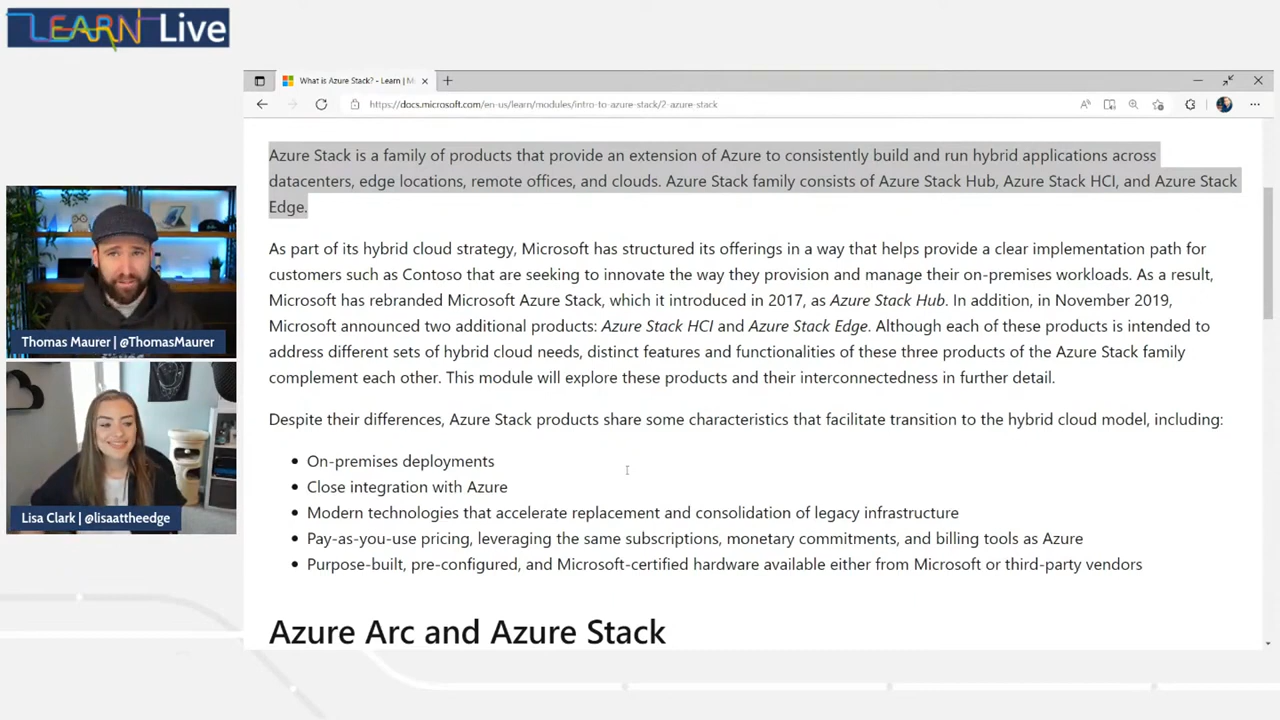 LEARN Live
What is Azure Stack? - Learn | M
https://docs.microsoft.com/en-us/learn/modules/intro-to-azure-stack/2-azure-stack
Azure Stack is a family of products that provide an extension of Azure to consistently build and run hybrid applications across
datacenters, edge locations, remote offices, and clouds. Azure Stack family consists of Azure Stack Hub, Azure Stack HCI, and Azure Stack
Edge.
As part of its hybrid cloud strategy, Microsoft has structured its offerings in a way that helps provide a clear implementation path for
customers such as Contoso that are seeking to innovate the way they provision and manage their on-premises workloads. As a result,
Microsoft has rebranded Microsoft Azure Stack, which it introduced in 2017, as Azure Stack Hub. In addition, in November 2019,
Microsoft announced two additional products: Azure Stack HCI and Azure Stack Edge. Although each of these products is intended to
address different sets of hybrid cloud needs, distinct features and functionalities of these three products of the Azure Stack family
complement each other. This module will explore these products and their interconnectedness in further detail.
Despite their differences, Azure Stack products share some characteristics that facilitate transition to the hybrid cloud model, including:
• On-premises deployments
• Close integration with Azure
• Modern technologies that accelerate replacement and consolidation of legacy infrastructure
• Pay-as-you-use pricing, leveraging the same subscriptions, monetary commitments, and billing tools as Azure
• Purpose-built, pre-configured, and Microsoft-certified hardware available either from Microsoft or third-party vendors
Azure Arc and Azure Stack
Thomas Maurer | @ThomasMaurer
Lisa Clark | @lisaattheedge